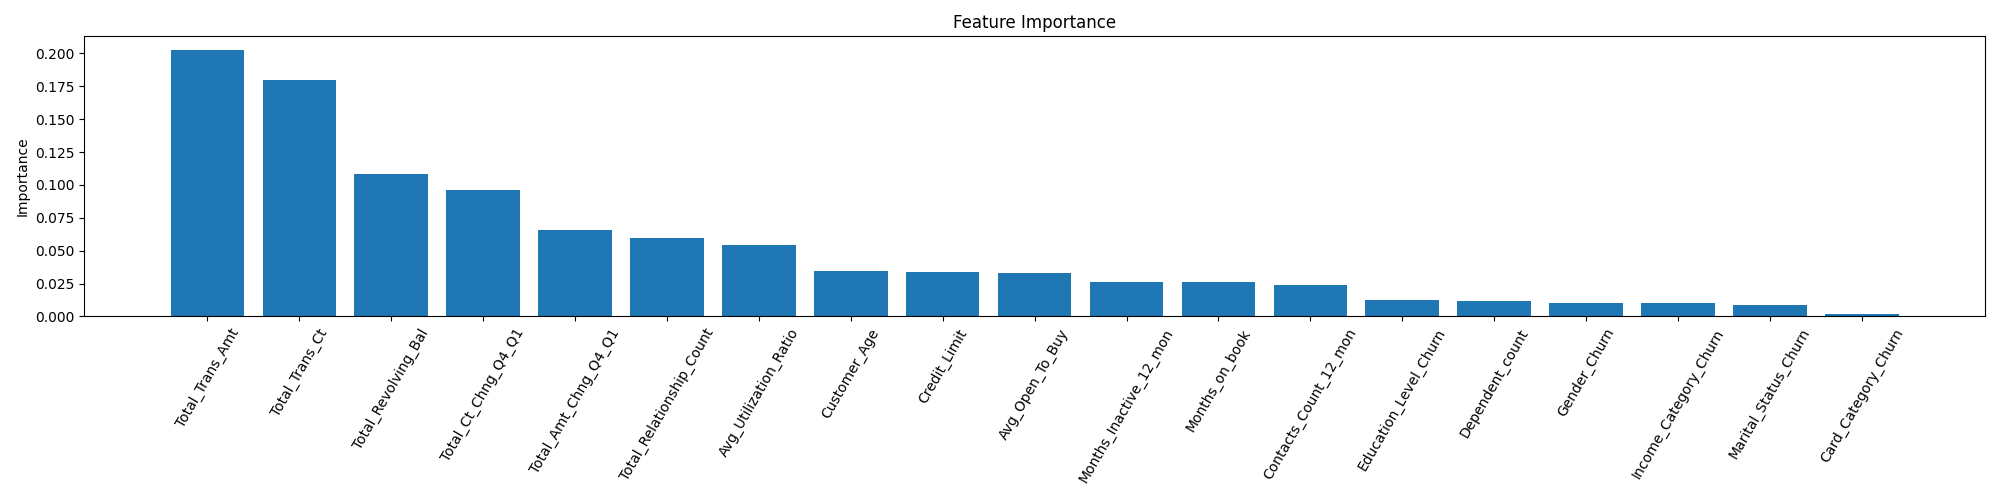 Feature Importance
Importance
0.200
0.175
0.150
0.125
0.100
0.075
0.050
0.025
0.000
Total_Trans_Amt
Total_Trans_Ct
Total_Revolving_Bal
Total_Ct_Chng_Q4_Q1
Total_Amt_Chng_Q4_Q1
Total_Relationship_Count
Avg_Utilization_Ratio
Customer_Age
Credit_Limit
Avg_Open_To_Buy
Months_Inactive_12_mon
Months_on_book
Contacts_Count_12_mon
Education_Level_Churn
Dependent_count
Gender_Churn
Income_Category_Churn
Marital_Status_Churn
Card_Category_Churn